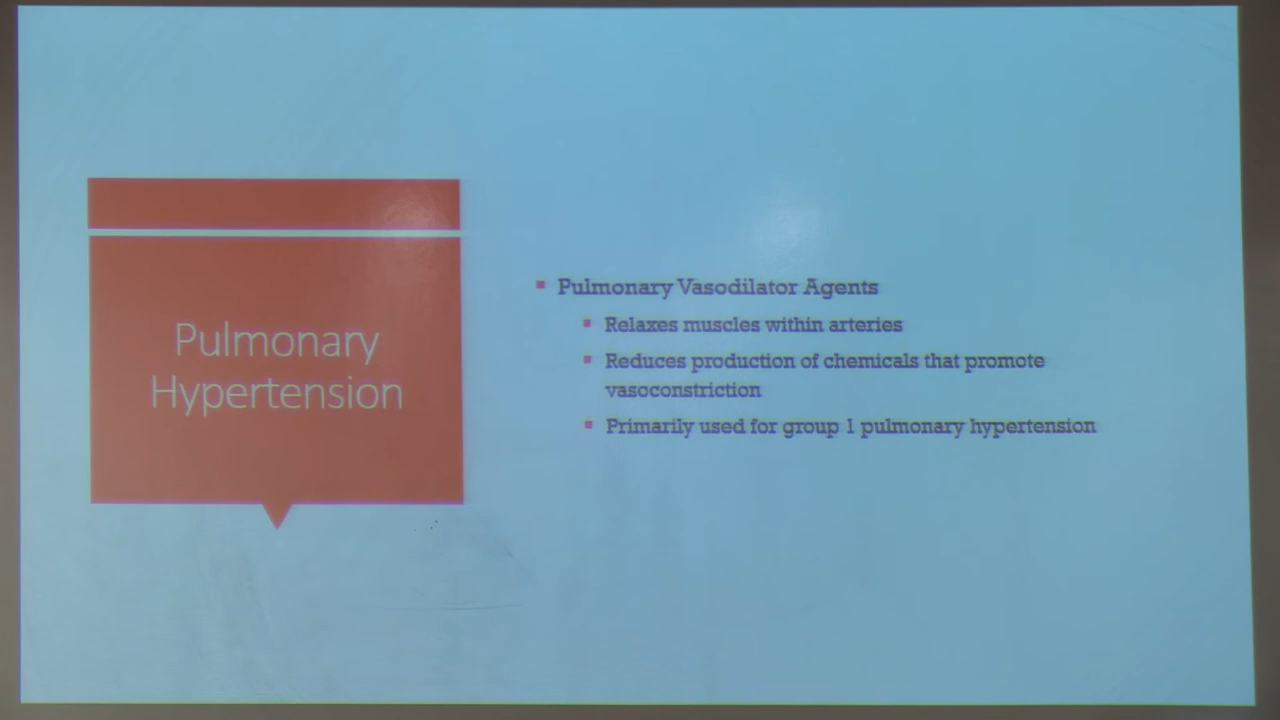 Pulmonary
Hypertension
Pulmonary Vasodilator Agents
Relaxes muscles within arteries
Reduces production of chemicals that promote
vasoconstriction
Primarily used for group 1 pulmonary hypertension